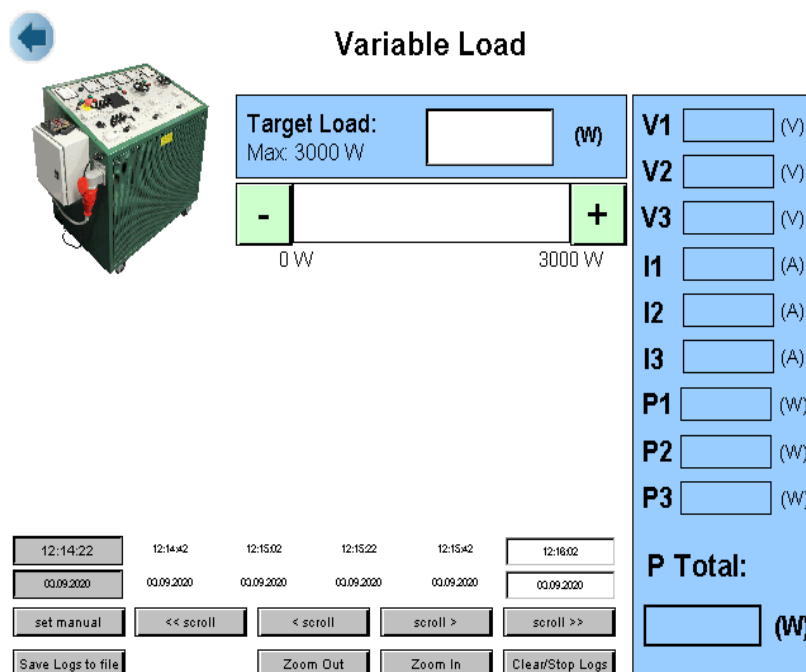 Variable Load
Target Load:
(W)
Max: 3000 W
-
+
0 W
3000 W
V1 (V)
V2 (V)
V3 (V)
I1 (A)
I2 (A)
I3 (A)
P1 (W)
P2 (W)
P3 (W)
P Total:
(W)
12:14:22 12:14:42 12:15:02 12:15:22 12:15:42 12:16:02
03.09.2020 03.09.2020 03.09.2020 03.09.2020 03.09.2020 03.09.2020
set manual << scroll < scroll scroll > scroll >>
Save Logs to file Zoom Out Zoom In Clear/Stop Logs